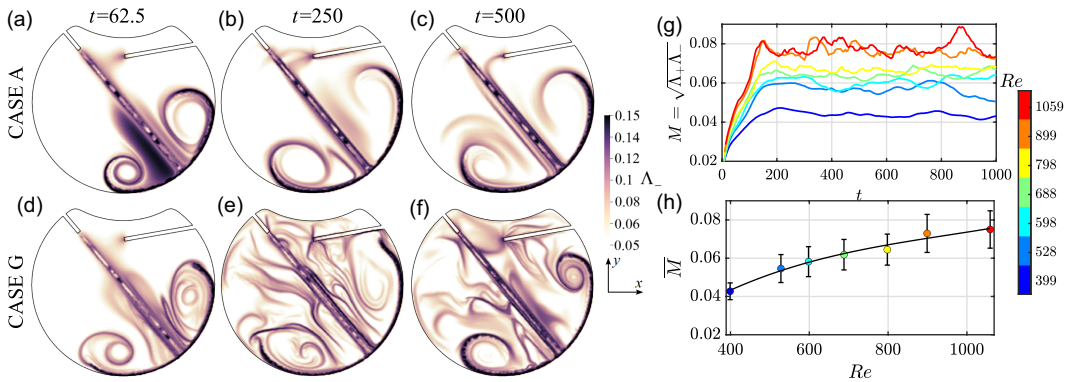 (a) t=62.5 (b) t=250 (c) t=500
CASE A
(d) (e) (f)
CASE G
0.15
0.13
0.12
0.1
0.08
0.06
0.05
Λ_
y
x
(g)
M = √Λ₊Λ₋
0.08
0.06
0.04
0.02
0 200 400 600 800 1000
t
(h)
M̅
0.08
0.06
0.04
0.02
400 600 800 1000
Re
Re
1059
899
798
688
598
528
399